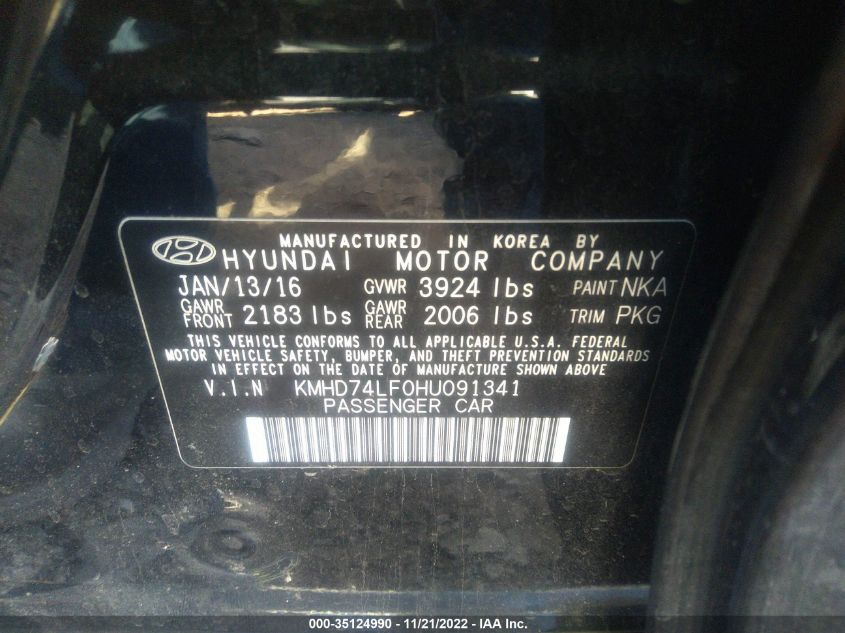 MANUFACTURED IN KOREA BY
HYUNDAI MOTOR COMPANY
JAN/13/16 GVWR 3924 lbs PAINT NKA
GAWR FRONT 2183 lbs GAWR REAR 2006 lbs TRIM PKG
THIS VEHICLE CONFORMS TO ALL APPLICABLE U.S.A. FEDERAL
MOTOR VEHICLE SAFETY, BUMPER, AND THEFT PREVENTION STANDARDS
IN EFFECT ON THE DATE OF MANUFACTURE SHOWN ABOVE
V.I.N KMHD74LF0HU091341
PASSENGER CAR
000-35124990 - 11/21/2022 - IAA Inc.